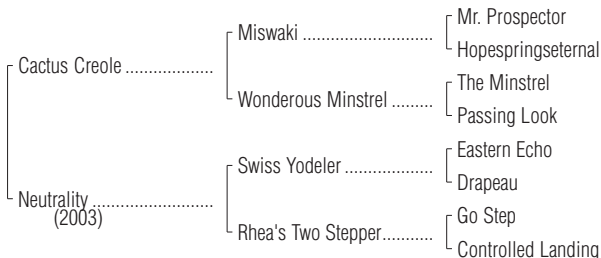 Mr. Prospector
Miswaki ..............................
Hopespringseternal
Cactus Creole ....................
The Minstrel
Wonderous Minstrel .........
Passing Look
Eastern Echo
Swiss Yodeler ....................
Drapeau
Neutrality ...........................
(2003)
Go Step
Rhea's Two Stepper...........
Controlled Landing